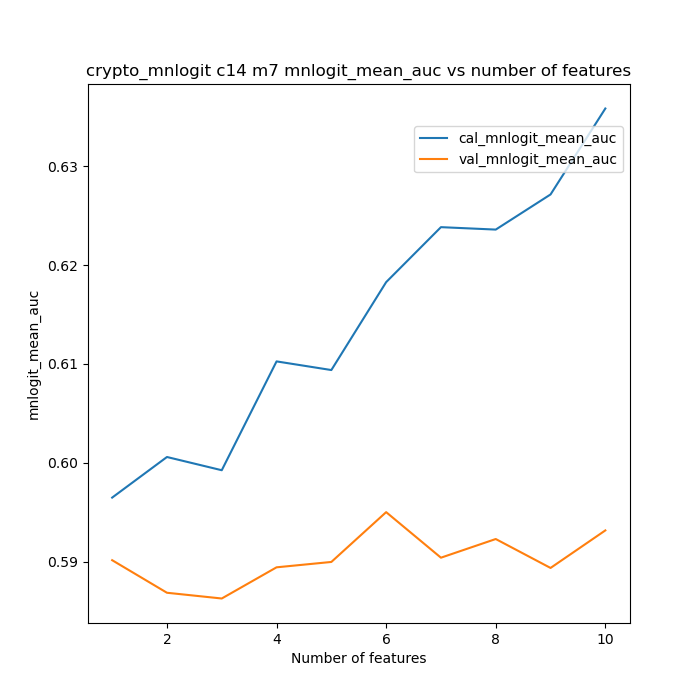 crypto_mnlogit c14 m7 mnlogit_mean_auc vs number of features
cal_mnlogit_mean_auc
val_mnlogit_mean_auc
mnlogit_mean_auc
0.63
0.62
0.61
0.60
0.59
2 4 6 8 10
Number of features